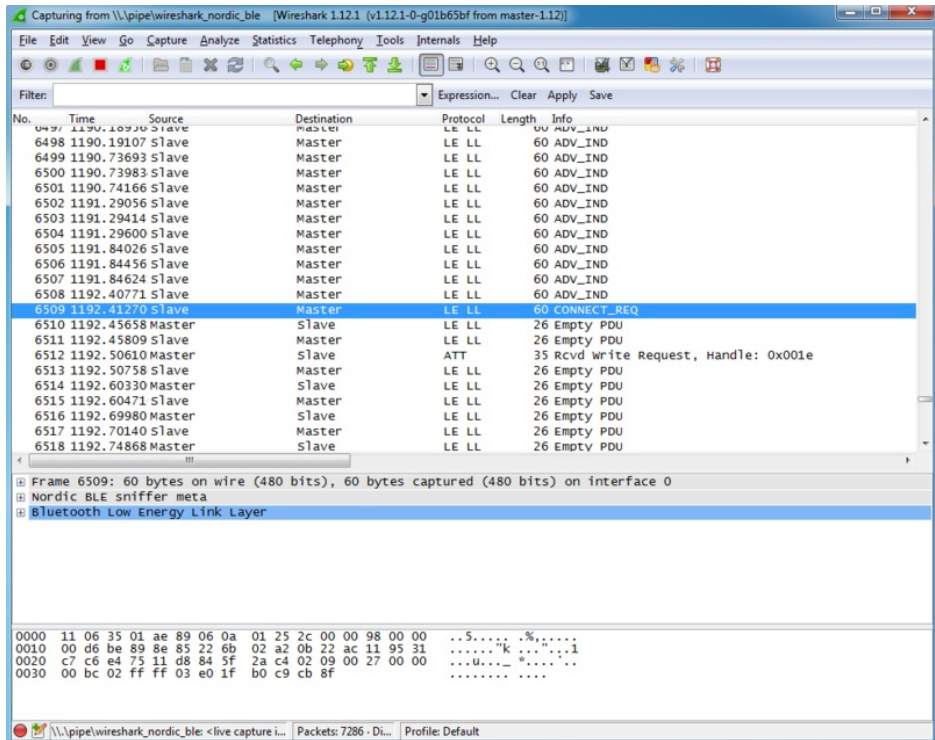 Capturing from \\.\pipe\wireshark_nordic_ble [Wireshark 1.12.1 (v1.12.1-0-g01b65bf from master-1.12)]
File Edit View Go Capture Analyze Statistics Telephony Tools Internals Help
Filter: Expression... Clear Apply Save
No. Time Source Destination Protocol Length Info
6497 1190.18956 Slave Master LE LL 60 ADV_IND
6498 1190.19107 Slave Master LE LL 60 ADV_IND
6499 1190.73693 Slave Master LE LL 60 ADV_IND
6500 1190.73983 Slave Master LE LL 60 ADV_IND
6501 1190.74166 Slave Master LE LL 60 ADV_IND
6502 1191.29056 Slave Master LE LL 60 ADV_IND
6503 1191.29414 Slave Master LE LL 60 ADV_IND
6504 1191.29600 Slave Master LE LL 60 ADV_IND
6505 1191.84026 Slave Master LE LL 60 ADV_IND
6506 1191.84456 Slave Master LE LL 60 ADV_IND
6507 1191.84624 Slave Master LE LL 60 ADV_IND
6508 1192.40771 Slave Master LE LL 60 ADV_IND
6509 1192.41270 Slave Master LE LL 60 CONNECT_REQ
6510 1192.45658 Master Slave LE LL 26 Empty PDU
6511 1192.45809 Slave Master LE LL 26 Empty PDU
6512 1192.50610 Master Slave ATT 35 Rcvd Write Request, Handle: 0x001e
6513 1192.50758 Slave Master LE LL 26 Empty PDU
6514 1192.60330 Master Slave LE LL 26 Empty PDU
6515 1192.60471 Slave Master LE LL 26 Empty PDU
6516 1192.69980 Master Slave LE LL 26 Empty PDU
6517 1192.70140 Slave Master LE LL 26 Empty PDU
6518 1192.74868 Master Slave LE LL 26 Empty PDU
Frame 6509: 60 bytes on wire (480 bits), 60 bytes captured (480 bits) on interface 0
Nordic BLE sniffer meta
Bluetooth Low Energy Link Layer
0000 11 06 35 01 ae 89 06 0a 01 25 2c 00 00 98 00 00 ..5..... .%,.....
0010 00 d6 be 89 8e 85 22 6b 02 a2 0b 22 ac 11 95 31 ......"k ..."...1
0020 c7 c6 e4 75 11 d8 84 5f 2a c4 02 09 00 27 00 00 ...u..._ *....'..
0030 00 bc 02 ff ff 03 e0 1f b0 c9 cb 8f ........ ....
\\.\pipe\wireshark_nordic_ble: <live capture i... Packets: 7286 · Di... Profile: Default